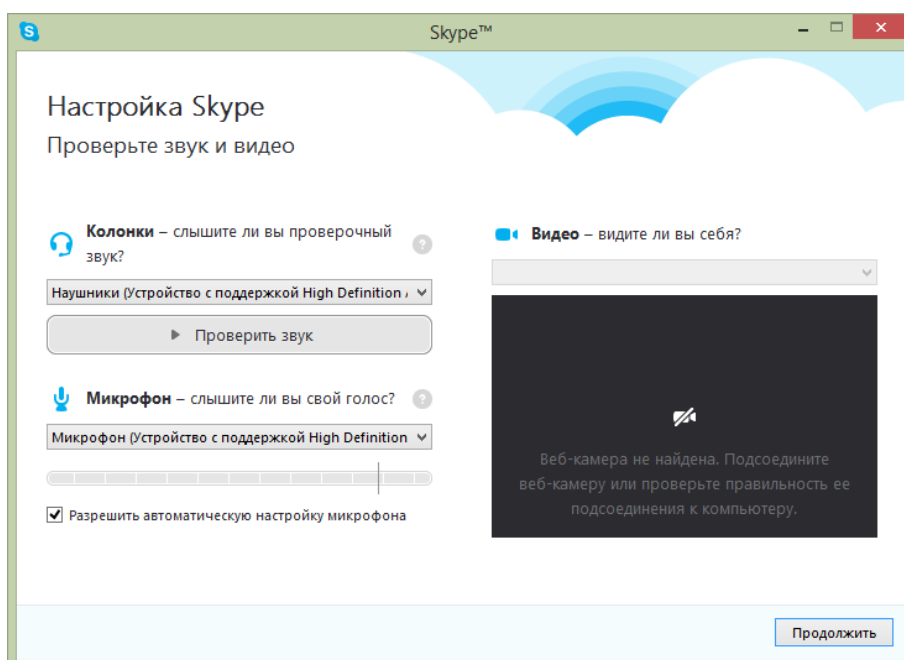 Skype™
Настройка Skype
Проверьте звук и видео
Колонки – слышите ли вы проверочный
звук?
?
Наушники (Устройство с поддержкой High Definition
Проверить звук
Микрофон – слышите ли вы свой голос?
?
Микрофон (Устройство с поддержкой High Definition
Разрешить автоматическую настройку микрофона
Видео – видите ли вы себя?
Веб-камера не найдена. Подсоедините
веб-камеру или проверьте правильность ее
подсоединения к компьютеру.
Продолжить